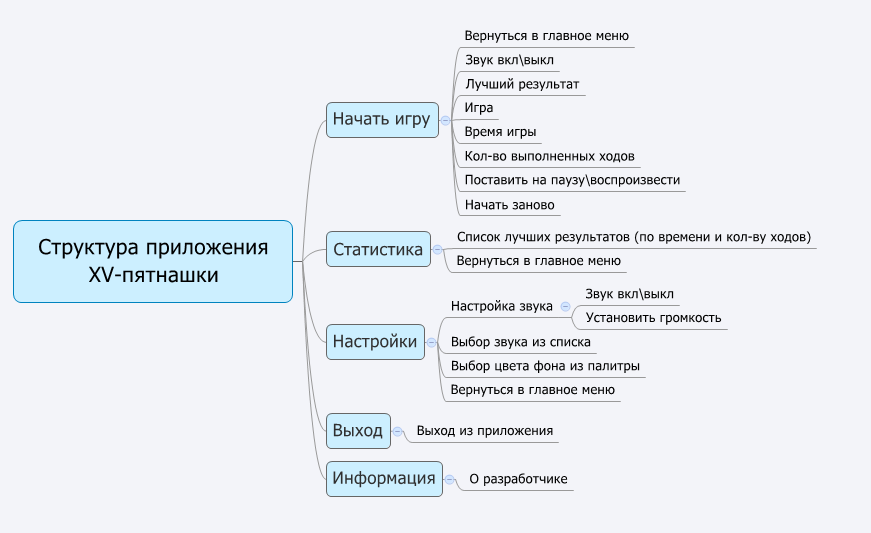 Структура приложения
XV-пятнашки
Начать игру
Вернуться в главное меню
Звук вкл\выкл
Лучший результат
Игра
Время игры
Кол-во выполненных ходов
Поставить на паузу\воспроизвести
Начать заново
Статистика
Список лучших результатов (по времени и кол-ву ходов)
Вернуться в главное меню
Настройки
Настройка звука
Звук вкл\выкл
Установить громкость
Выбор звука из списка
Выбор цвета фона из палитры
Вернуться в главное меню
Выход
Выход из приложения
Информация
О разработчике